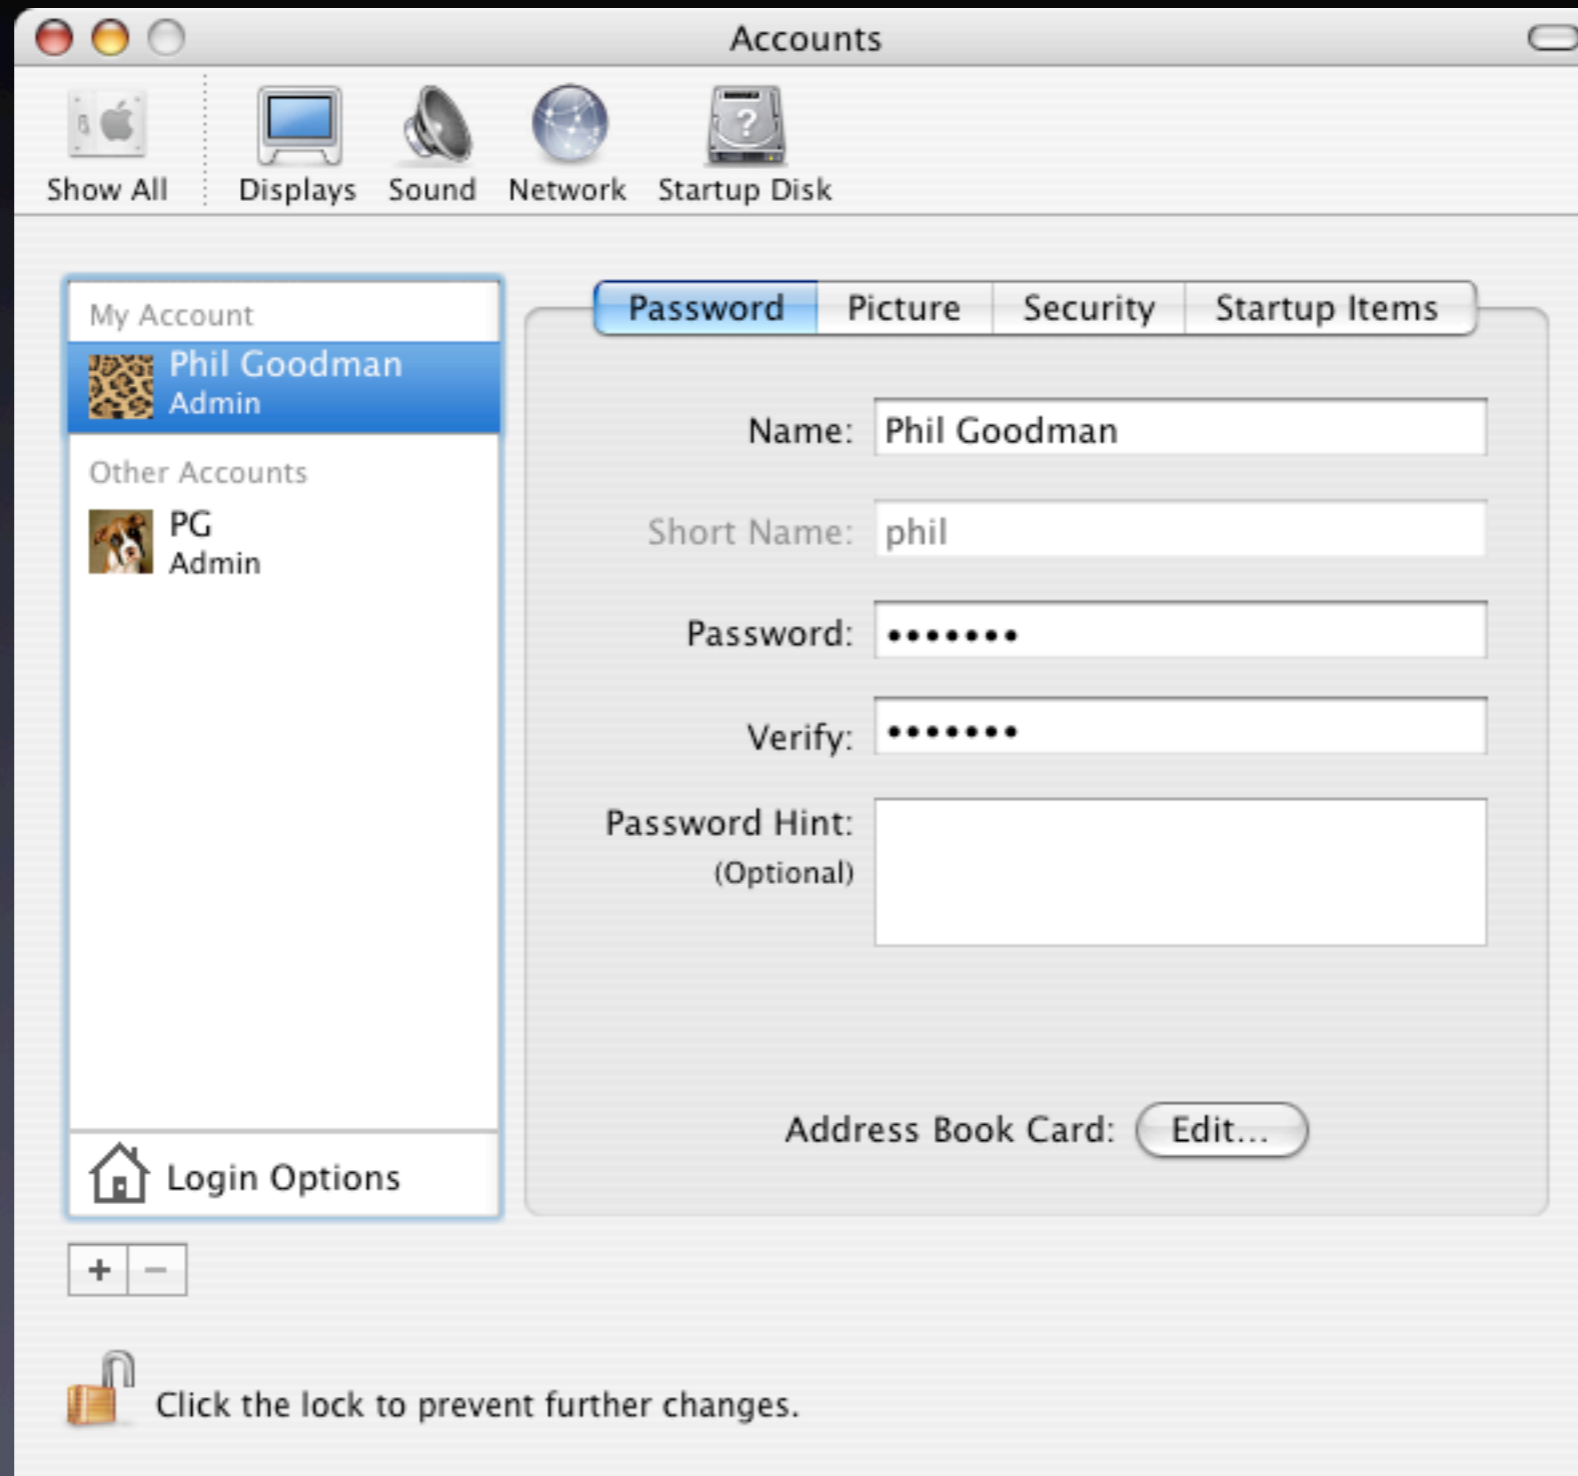 Accounts
Show All
Displays
Sound
Network
Startup Disk
My Account
Phil Goodman
Admin
Other Accounts
PG
Admin
Login Options
Password
Picture
Security
Startup Items
Name: Phil Goodman
Short Name: phil
Password: •••••••
Verify: •••••••
Password Hint:
(Optional)
Address Book Card: Edit...
+ −
Click the lock to prevent further changes.